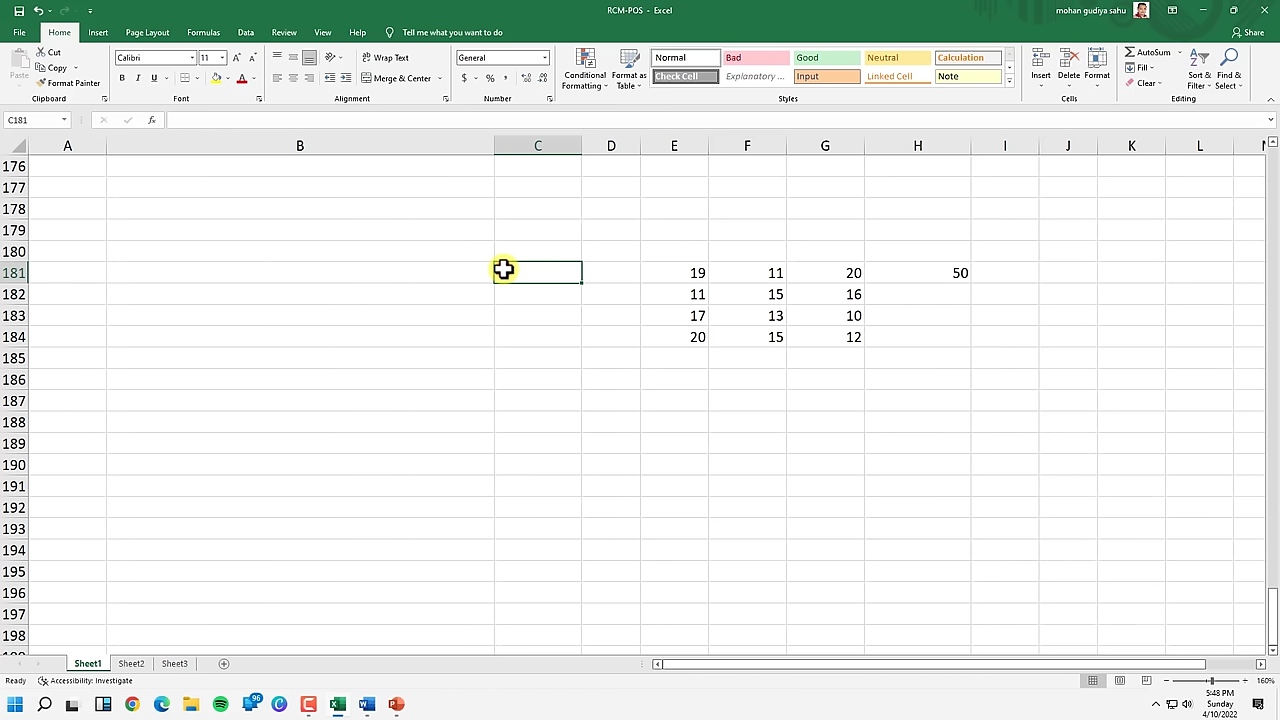 RCM-POS - Excel
mohan gudiya sahu
File Home Insert Page Layout Formulas Data Review View Help Tell me what you want to do Share
Paste
Cut
Copy
Format Painter
Clipboard
Calibri 11
B I U
Font
Wrap Text
Merge & Center
Alignment
General
$ % ,
Number
Conditional Formatting
Format as Table
Normal Bad Good Neutral Calculation
Check Cell Explanatory ... Input Linked Cell Note
Styles
Insert Delete Format
Cells
AutoSum
Fill
Clear
Sort & Filter
Find & Select
Editing
C181 fx
A B C D E F G H I J K L
176
177
178
179
180
181 19 11 20 50
182 11 15 16
183 17 13 10
184 20 15 12
185
186
187
188
189
190
191
192
193
194
195
196
197
198
Sheet1 Sheet2 Sheet3
Ready Accessibility: Investigate 160%
96
5:48 PM
Sunday
4/10/2022